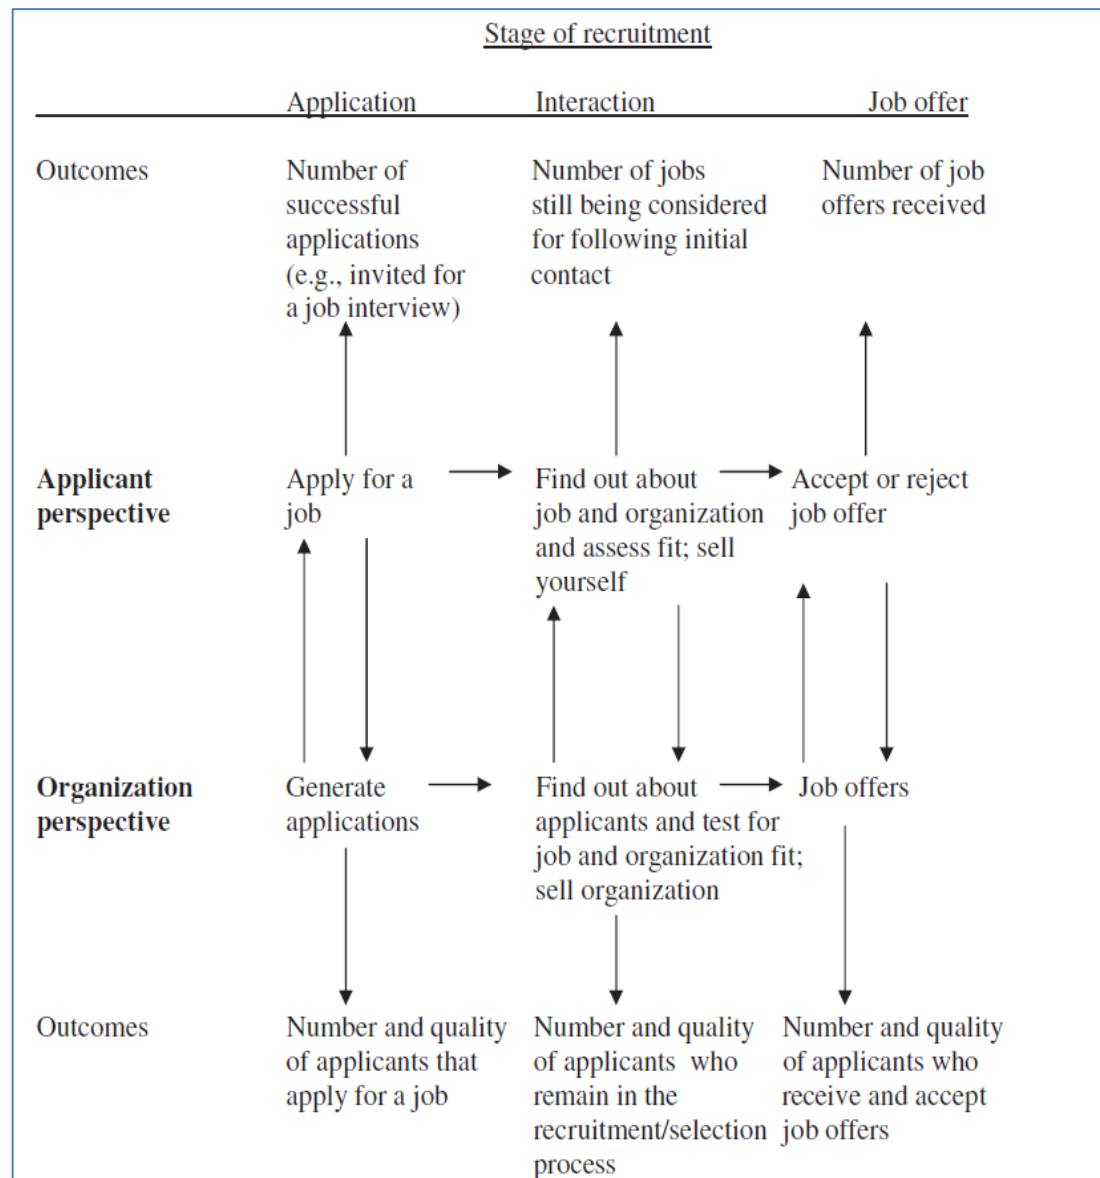 Stage of recruitment
Application Interaction Job offer
Outcomes
Number of
successful
applications
(e.g., invited for
a job interview)
Number of jobs
still being considered
for following initial
contact
Number of job
offers received
Applicant
perspective
Apply for a
job
Find out about
job and organization
and assess fit; sell
yourself
Accept or reject
job offer
Organization
perspective
Generate
applications
Find out about
applicants and test for
job and organization fit;
sell organization
Job offers
Outcomes
Number and quality
of applicants that
apply for a job
Number and quality
of applicants who
remain in the
recruitment/selection
process
Number and quality
of applicants who
receive and accept
job offers